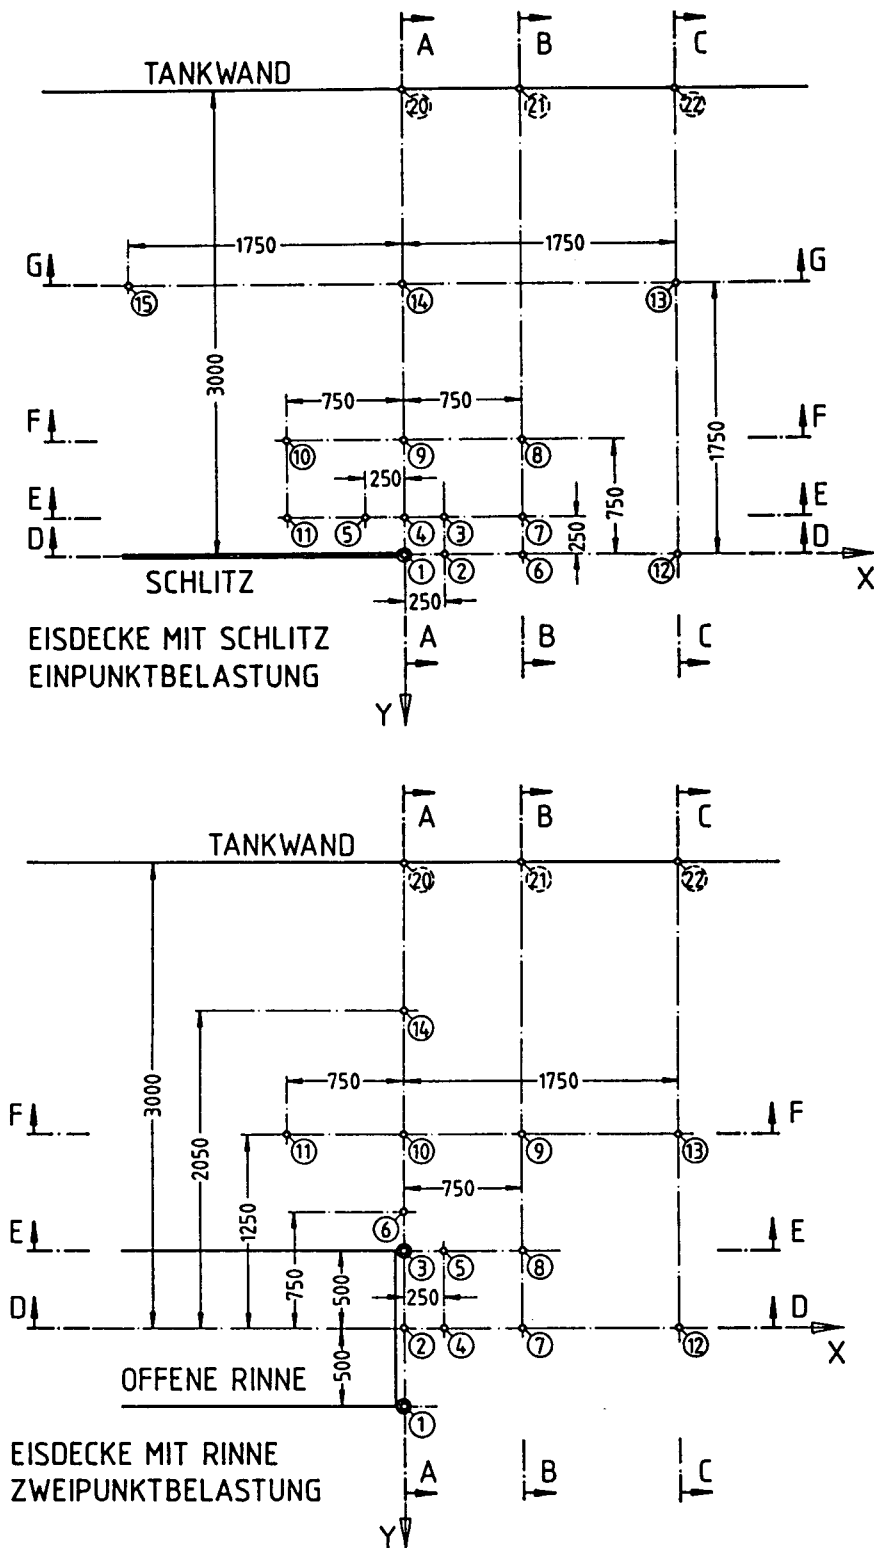 A B C
TANKWAND
20 21 22
1750 1750
G G
15 14 13
3000
750 750
F F
10 9 8
1750
250
750
E E
11 5 4 3 7
250
D D
1 2 6 12
X
SCHLITZ
250
EISDECKE MIT SCHLITZ
EINPUNKTBELASTUNG
A B C
Y
A B C
TANKWAND
20 21 22
14
3000
750 1750
F F
11 10 9 13
2050
750
1250
6
E E
3 5 8
750
500
250
D D
2 4 7 12
X
500
OFFENE RINNE
1
EISDECKE MIT RINNE
ZWEIPUNKTBELASTUNG
A B C
Y